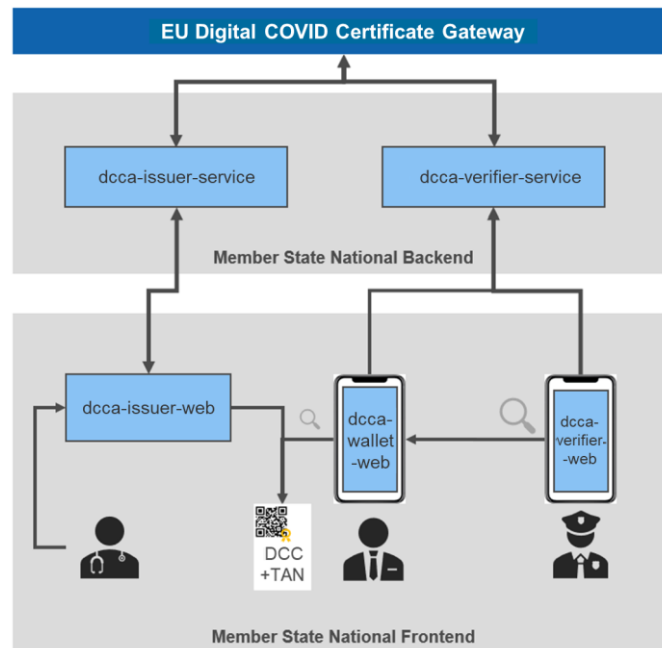 EU Digital COVID Certificate Gateway
dcca-issuer-service
dcca-verifier-service
Member State National Backend
dcca-issuer-web
dcca-
wallet
-web
dcca-
verifier-
-web
DCC
+TAN
Member State National Frontend